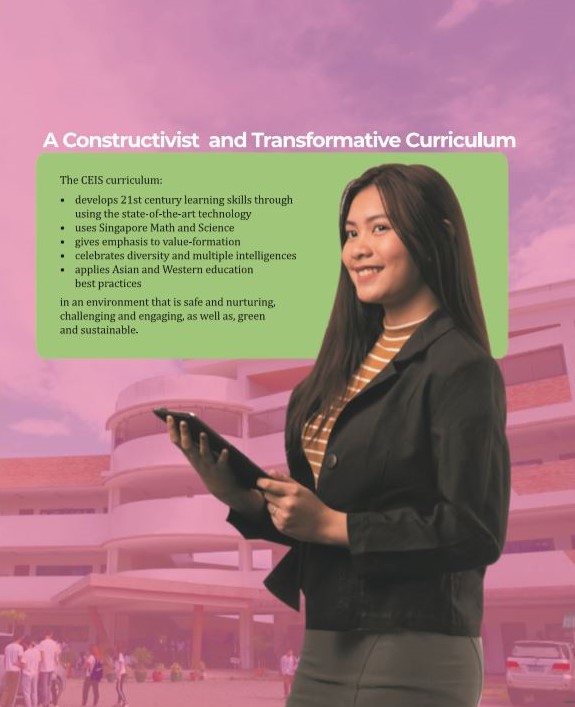 A Constructivist and Transformative Curriculum
The CEIS curriculum:
• develops 21st century learning skills through
using the state-of-the-art technology
• uses Singapore Math and Science
• gives emphasis to value-formation
• celebrates diversity and multiple intelligences
• applies Asian and Western education
best practices
in an environment that is safe and nurturing,
challenging and engaging, as well as, green
and sustainable.